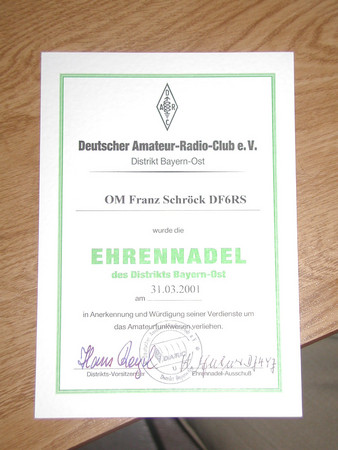 D
A R
C
Deutscher Amateur-Radio-Club e. V.
Distrikt Bayern-Ost
OM Franz Schröck DF6RS
wurde die
EHRENNADEL
des Distrikts Bayern-Ost
31.03.2001
am
in Anerkennung und Würdigung seiner Verdienste um
das Amateurfunkwesen verliehen.
Distrikts-Vorsitzender
Ehrennadel-Ausschuß